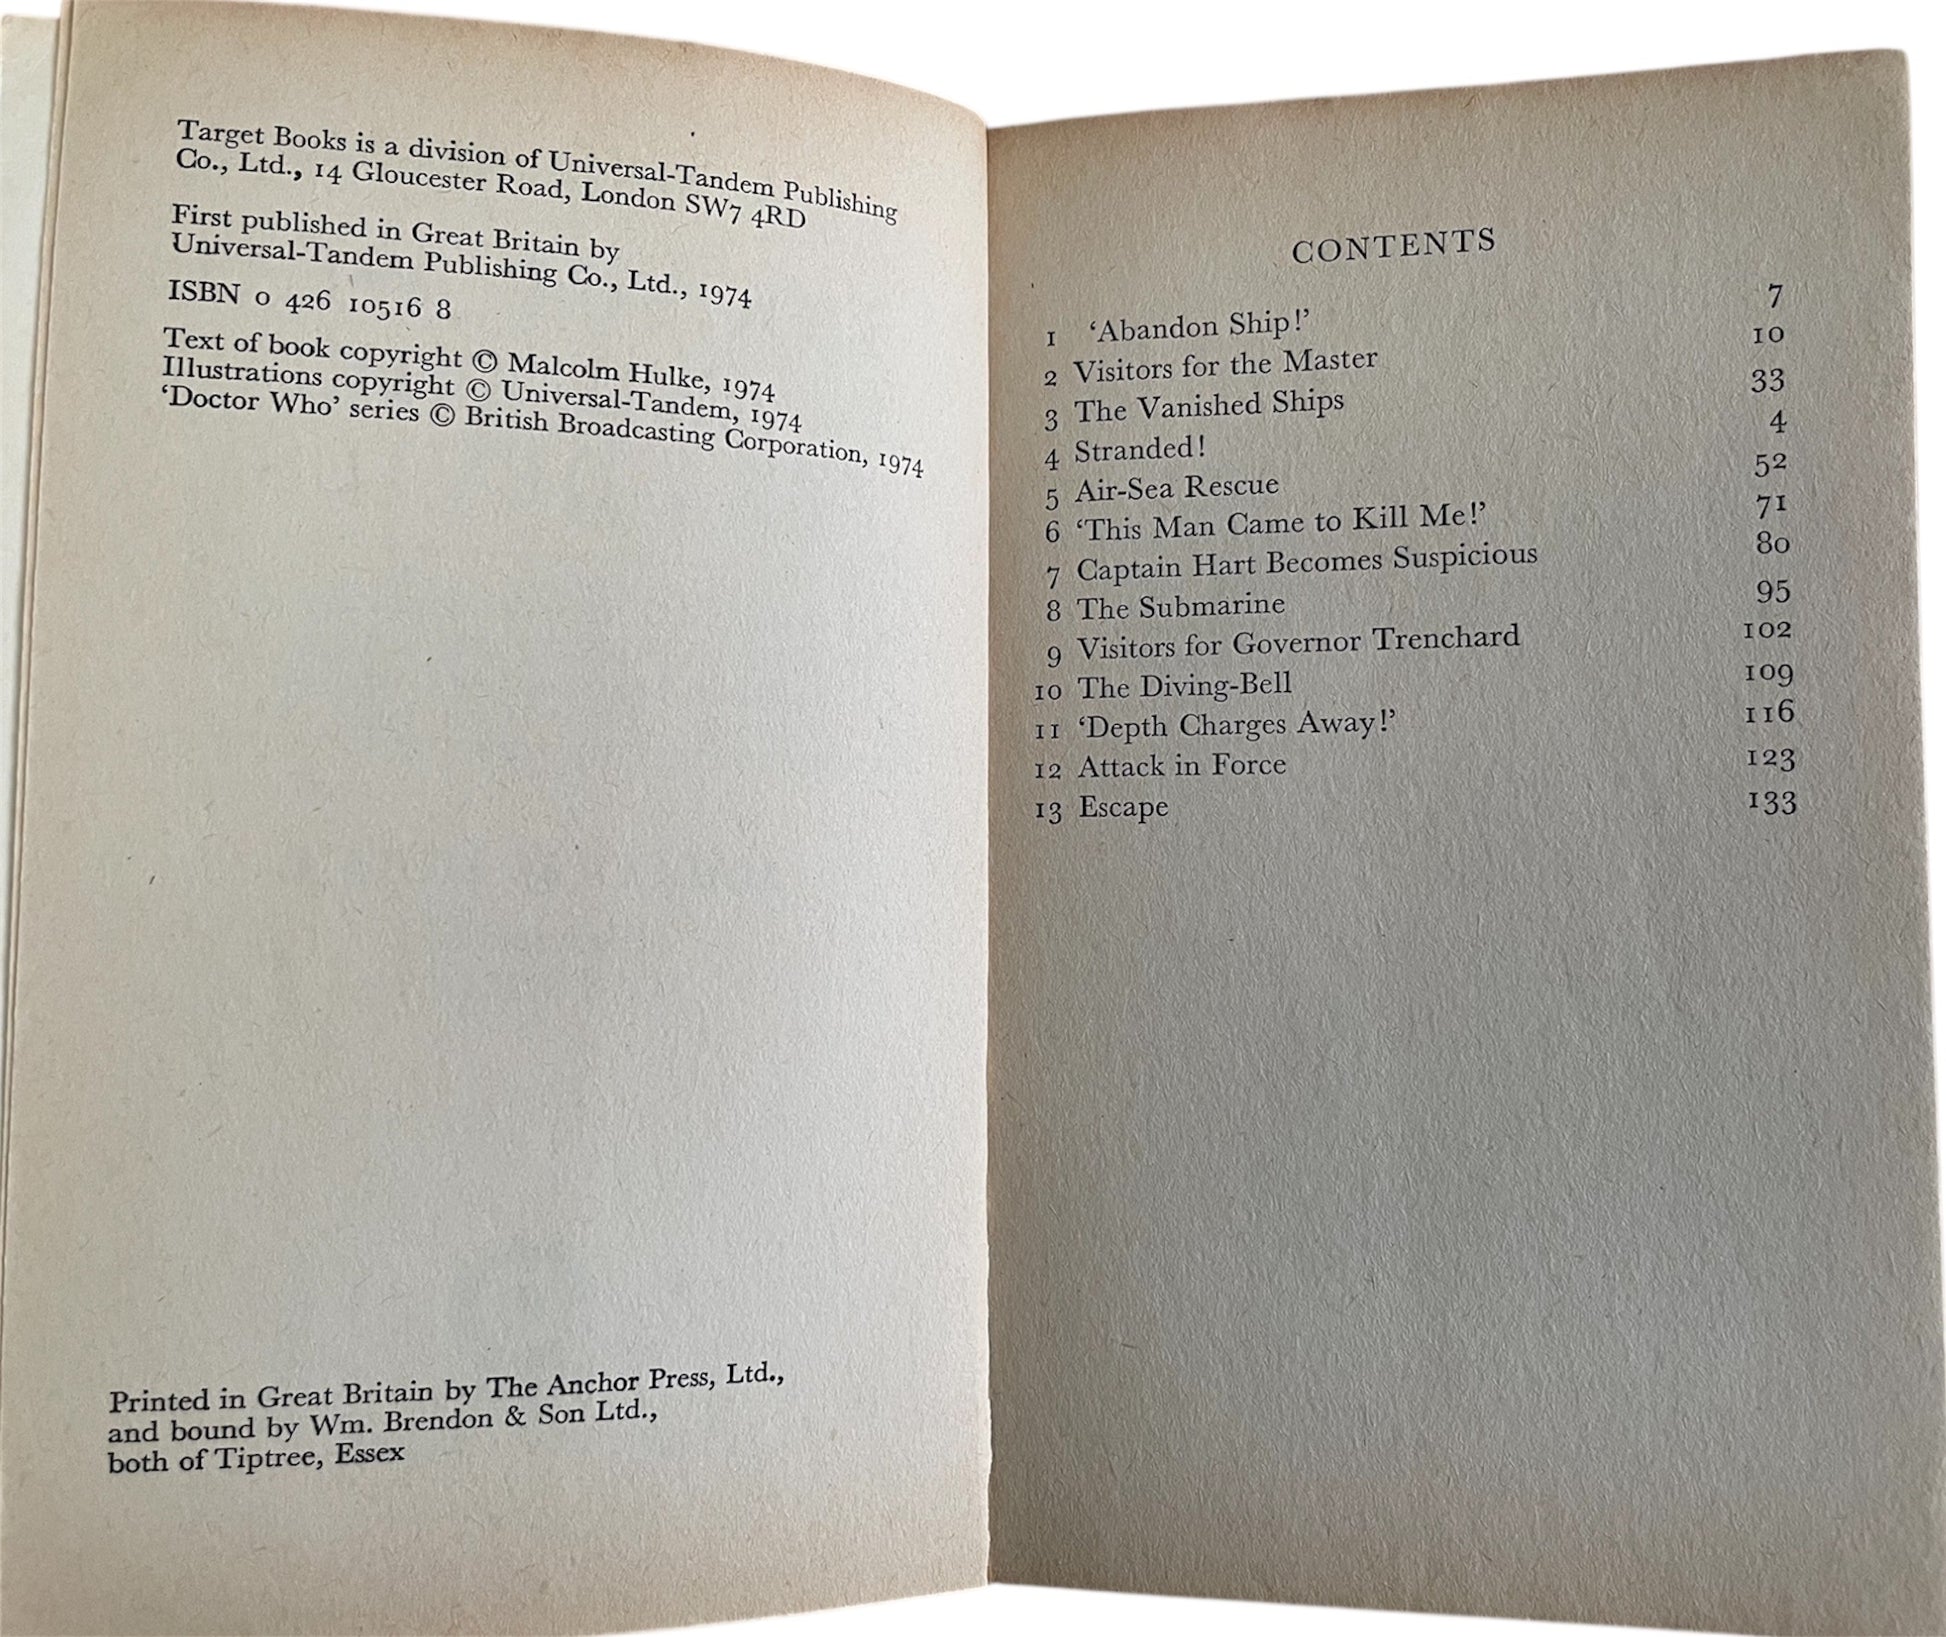 Target Books is a division of Universal-Tandem Publishing
Co., Ltd., 14 Gloucester Road, London SW7 4RD
First published in Great Britain by
Universal-Tandem Publishing Co., Ltd., 1974
ISBN 0 426 10516 8
Text of book copyright © Malcolm Hulke, 1974
Illustrations copyright © Universal-Tandem, 1974
‘Doctor Who’ series © British Broadcasting Corporation, 1974
Printed in Great Britain by The Anchor Press, Ltd.,
and bound by Wm. Brendon & Son Ltd.,
both of Tiptree, Essex
CONTENTS
1 ‘Abandon Ship!’ 7
2 Visitors for the Master 10
3 The Vanished Ships 33
4 Stranded! 4
5 Air-Sea Rescue 52
6 ‘This Man Came to Kill Me!’ 71
7 Captain Hart Becomes Suspicious 80
8 The Submarine 95
9 Visitors for Governor Trenchard 102
10 The Diving-Bell 109
11 ‘Depth Charges Away!’ 116
12 Attack in Force 123
13 Escape 133